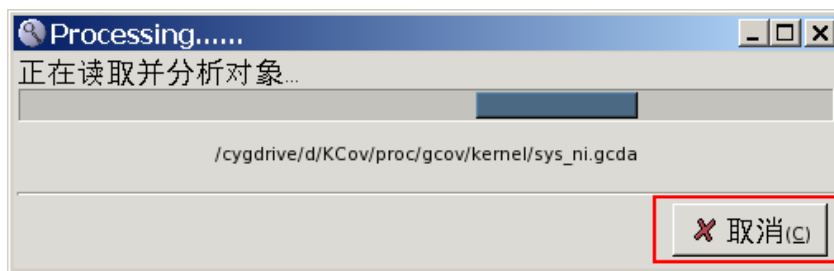 Processing......
正在读取并分析对象...
/cygdrive/d/KCov/proc/gcov/kernel/sys_ni.gcda
取消(C)